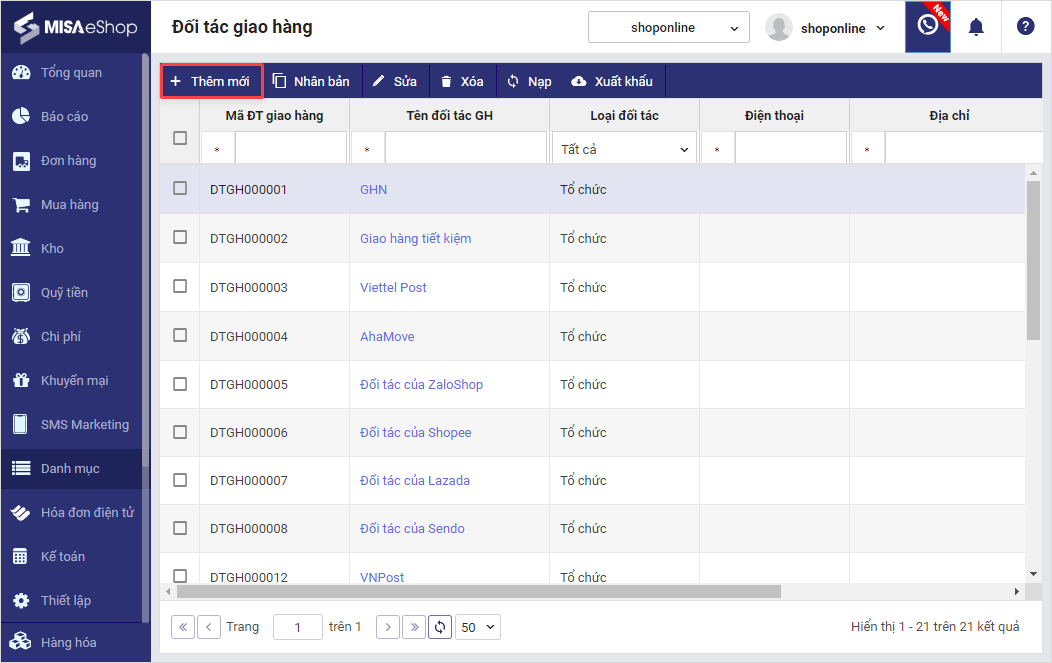 MISA eShop
Đối tác giao hàng
shoponline
shoponline
New
Tổng quan
Báo cáo
Đơn hàng
Mua hàng
Kho
Quỹ tiền
Chi phí
Khuyến mại
SMS Marketing
Danh mục
Hóa đơn điện tử
Kế toán
Thiết lập
Hàng hóa
+ Thêm mới Nhân bản Sửa Xóa Nạp Xuất khẩu
Mã ĐT giao hàng Tên đối tác GH Loại đối tác Điện thoại Địa chỉ
* * Tất cả * *
DTGH000001 GHN Tổ chức
DTGH000002 Giao hàng tiết kiệm Tổ chức
DTGH000003 Viettel Post Tổ chức
DTGH000004 AhaMove Tổ chức
DTGH000005 Đối tác của ZaloShop Tổ chức
DTGH000006 Đối tác của Shopee Tổ chức
DTGH000007 Đối tác của Lazada Tổ chức
DTGH000008 Đối tác của Sendo Tổ chức
DTGH000012 VNPost Tổ chức
« ‹ Trang 1 trên 1 › » 50 Hiển thị 1 - 21 trên 21 kết quả